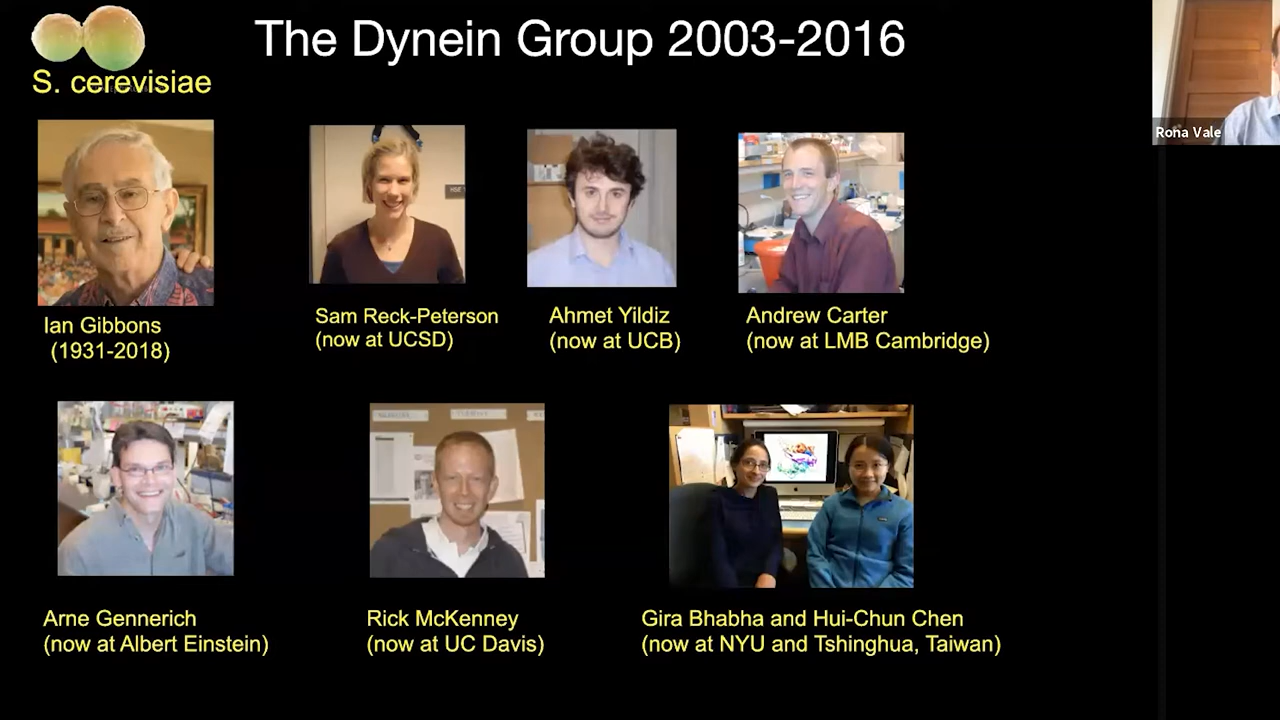 The Dynein Group 2003-2016
S. cerevisiae
Rona Vale
Ian Gibbons
(1931-2018)
Sam Reck-Peterson
(now at UCSD)
Ahmet Yildiz
(now at UCB)
Andrew Carter
(now at LMB Cambridge)
Arne Gennerich
(now at Albert Einstein)
Rick McKenney
(now at UC Davis)
Gira Bhabha and Hui-Chun Chen
(now at NYU and Tshinghua, Taiwan)